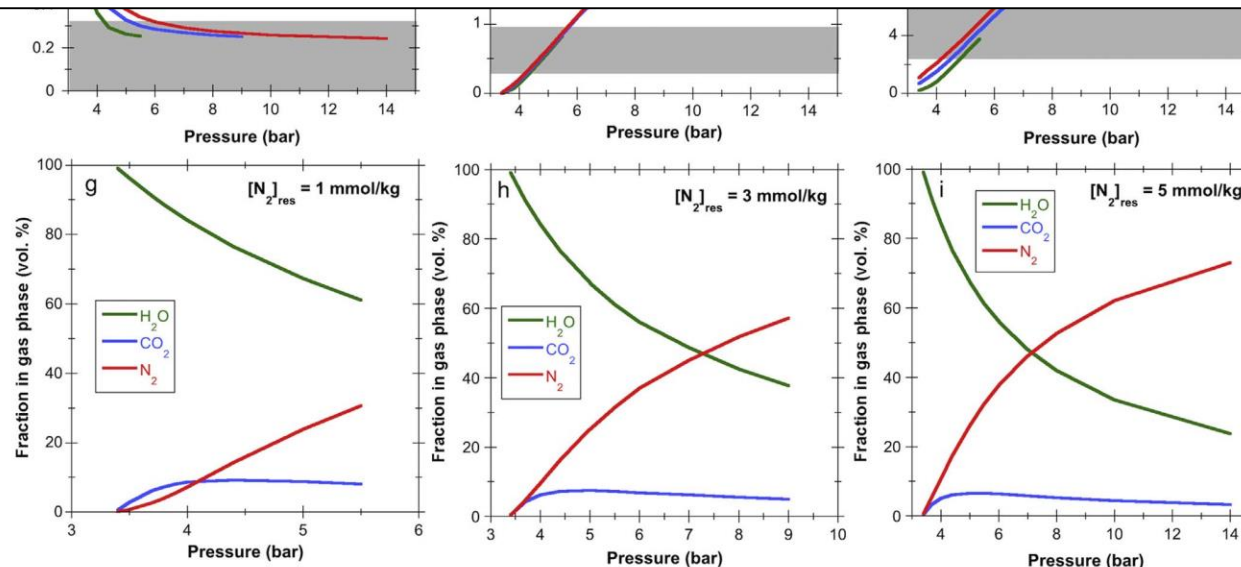 0.2
0
4 6 8 10 12 14
Pressure (bar)
1
0
4 6 8 10 12 14
Pressure (bar)
4
0
4 6 8 10 12 14
Pressure (bar)
g
[N₂]res = 1 mmol/kg
Fraction in gas phase (vol. %)
100
80
60
40
20
0
H₂O
CO₂
N₂
3 4 5 6
Pressure (bar)
h
[N₂]res = 3 mmol/kg
Fraction in gas phase (vol. %)
100
80
60
40
20
0
H₂O
CO₂
N₂
3 4 5 6 7 8 9 10
Pressure (bar)
i
[N₂]res = 5 mmol/kg
Fraction in gas phase (vol. %)
100
80
60
40
20
0
H₂O
CO₂
N₂
4 6 8 10 12 14
Pressure (bar)